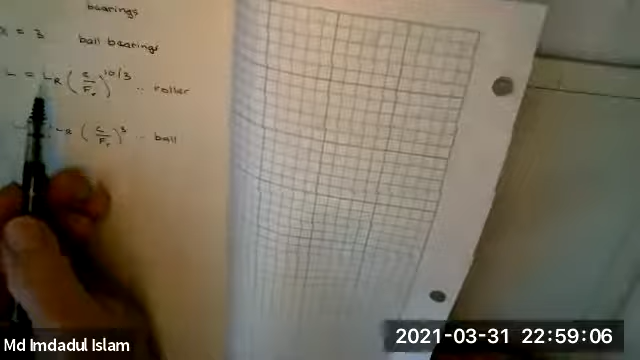 bearings
= 3 ball bearings
L = L_R (C/F_r)^10/3 :: roller
L_R (C/F_r)^3 :: ball
Md Imdadul Islam
2021-03-31 22:59:06